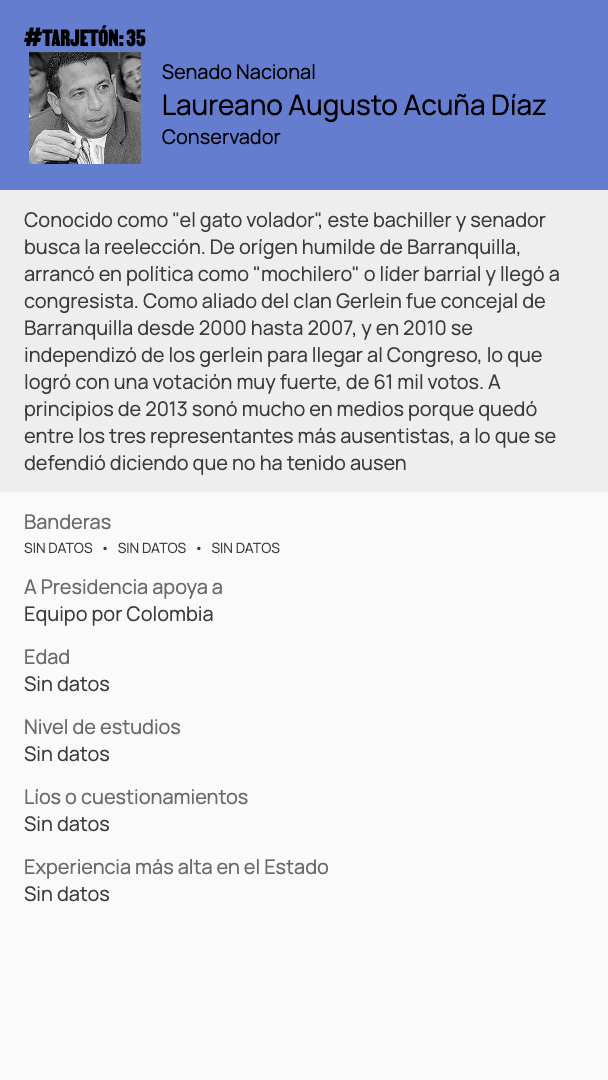 #TARJETÓN: 35
Senado Nacional
Laureano Augusto Acuña Díaz
Conservador
Conocido como "el gato volador", este bachiller y senador
busca la reelección. De orígen humilde de Barranquilla,
arrancó en política como "mochilero" o líder barrial y llegó a
congresista. Como aliado del clan Gerlein fue concejal de
Barranquilla desde 2000 hasta 2007, y en 2010 se
independizó de los gerlein para llegar al Congreso, lo que
logró con una votación muy fuerte, de 61 mil votos. A
principios de 2013 sonó mucho en medios porque quedó
entre los tres representantes más ausentistas, a lo que se
defendió diciendo que no ha tenido ausen
Banderas
SIN DATOS • SIN DATOS • SIN DATOS
A Presidencia apoya a
Equipo por Colombia
Edad
Sin datos
Nivel de estudios
Sin datos
Líos o cuestionamientos
Sin datos
Experiencia más alta en el Estado
Sin datos